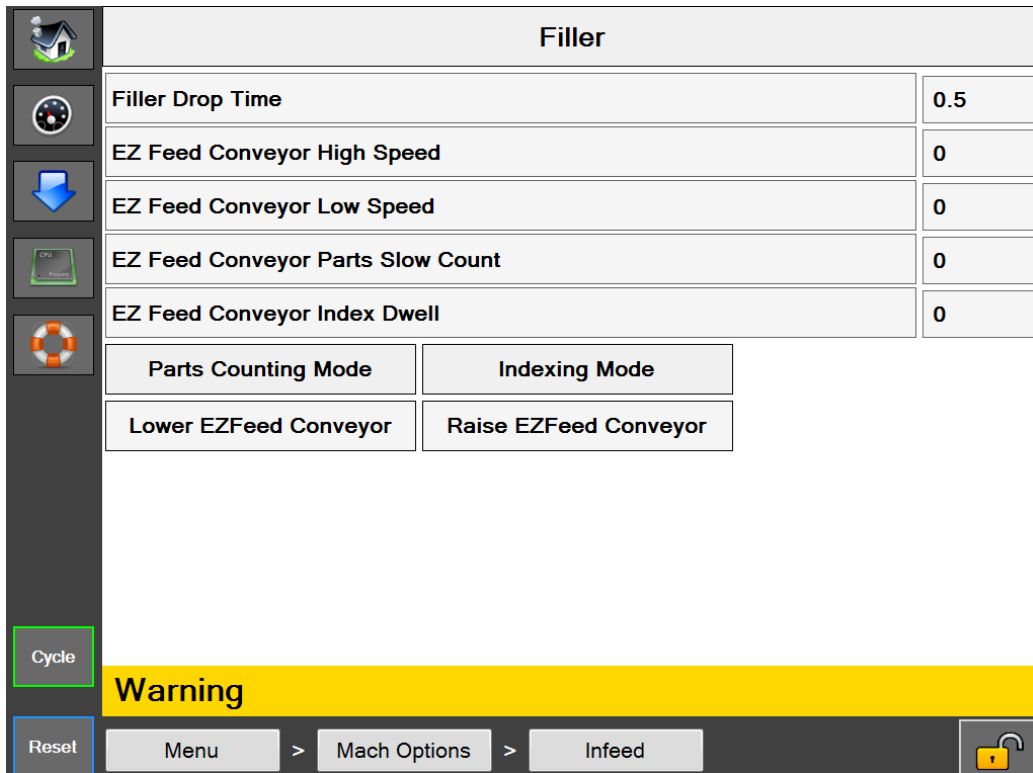 Filler
Filler Drop Time 0.5
EZ Feed Conveyor High Speed 0
EZ Feed Conveyor Low Speed 0
EZ Feed Conveyor Parts Slow Count 0
EZ Feed Conveyor Index Dwell 0
Parts Counting Mode Indexing Mode
Lower EZFeed Conveyor Raise EZFeed Conveyor
CPU
Cycle
Warning
Reset
Menu > Mach Options > Infeed